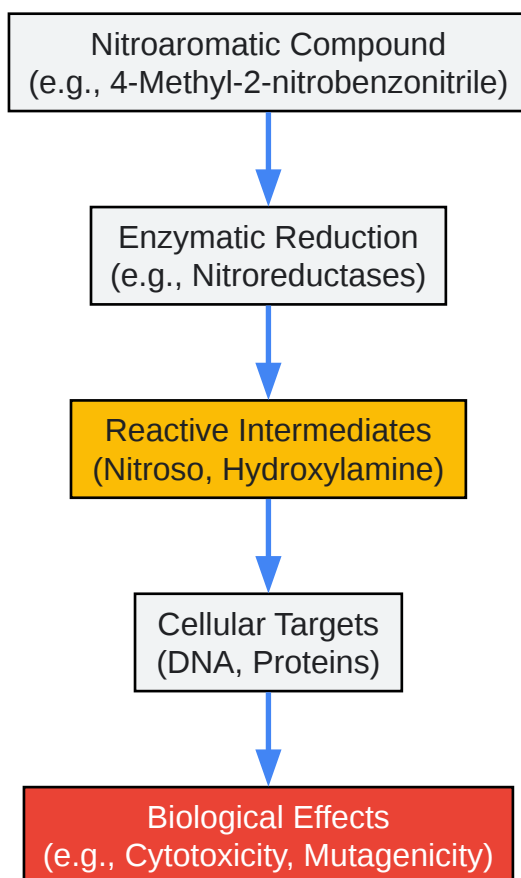 Nitroaromatic Compound
(e.g., 4-Methyl-2-nitrobenzonitrile)
Enzymatic Reduction
(e.g., Nitroreductases)
Reactive Intermediates
(Nitroso, Hydroxylamine)
Cellular Targets
(DNA, Proteins)
Biological Effects
(e.g., Cytotoxicity, Mutagenicity)